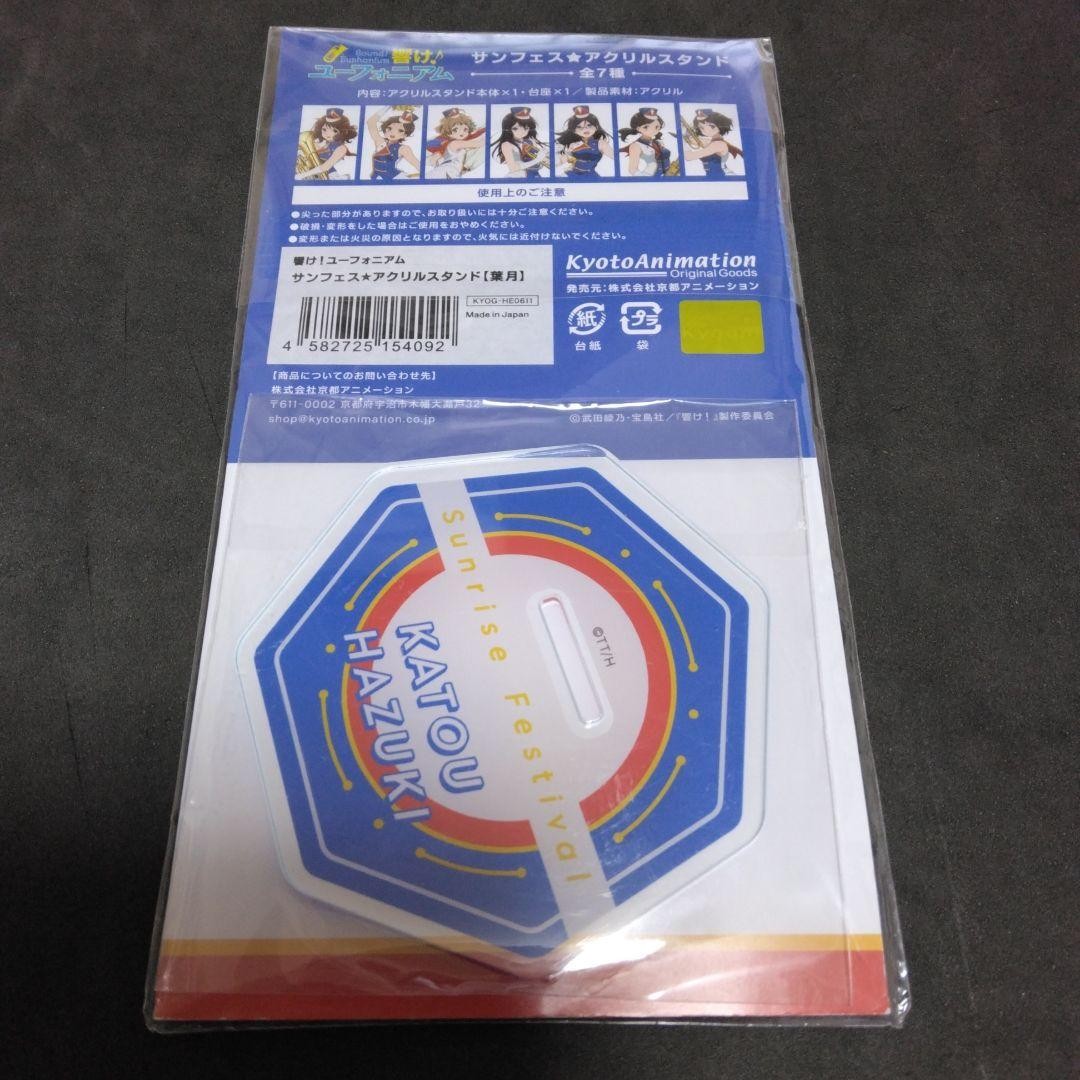 Sound! Euphonium
響け!
ユーフォニアム
サンフェス★アクリルスタンド
全7種
内容:アクリルスタンド本体×1・台座×1/製品素材:アクリル
使用上のご注意
●尖った部分がありますので、お取り扱いには十分ご注意ください。
●破損・変形をした場合はご使用をおやめください。
●変形または火災の原因となりますので、火気には近付けないでください。
響け!ユーフォニアム
サンフェス★アクリルスタンド【葉月】
KYOG-HE0611
Made in Japan
4 582725 154092
KyotoAnimation
Original Goods
発売元:株式会社京都アニメーション
紙
台紙
プラ
袋
【商品についてのお問い合わせ先】
株式会社京都アニメーション
〒611-0002 京都府宇治市木幡大瀬戸32
shop@kyotoanimation.co.jp
©武田綾乃・宝島社/『響け!』製作委員会
Sunrise Festival
©TT/H
KATOU
HAZUKI